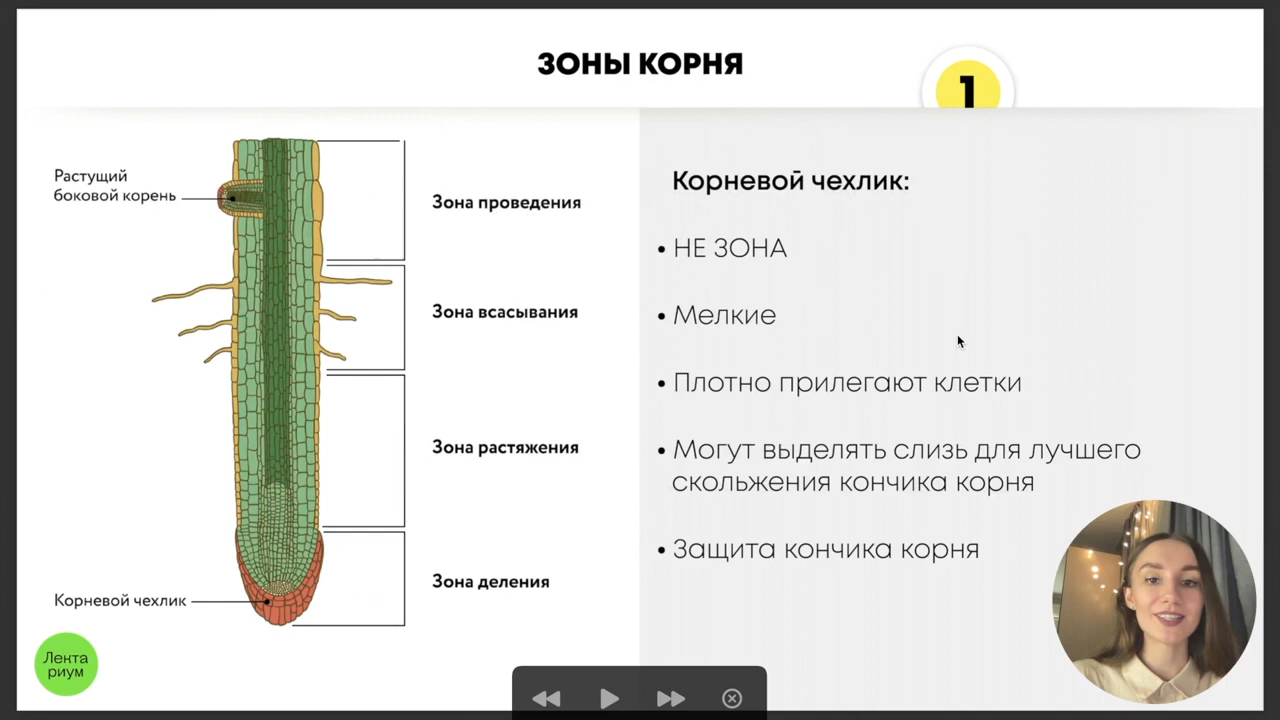 ЗОНЫ КОРНЯ
1
Растущий
боковой корень
Зона проведения
Зона всасывания
Зона растяжения
Зона деления
Корневой чехлик
Лента
риум
Корневой чехлик:
• НЕ ЗОНА
• Мелкие
• Плотно прилегают клетки
• Могут выделять слизь для лучшего
скольжения кончика корня
• Защита кончика корня